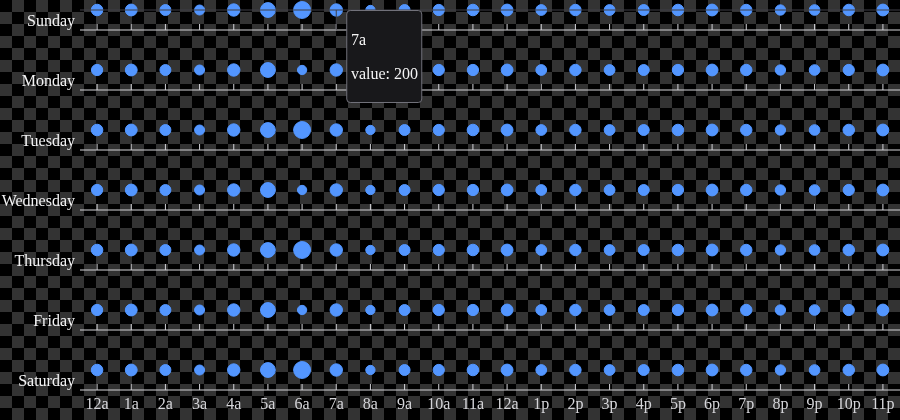 Sunday
7a
value: 200
Monday
Tuesday
Wednesday
Thursday
Friday
Saturday
12a 1a 2a 3a 4a 5a 6a 7a 8a 9a 10a 11a 12a 1p 2p 3p 4p 5p 6p 7p 8p 9p 10p 11p